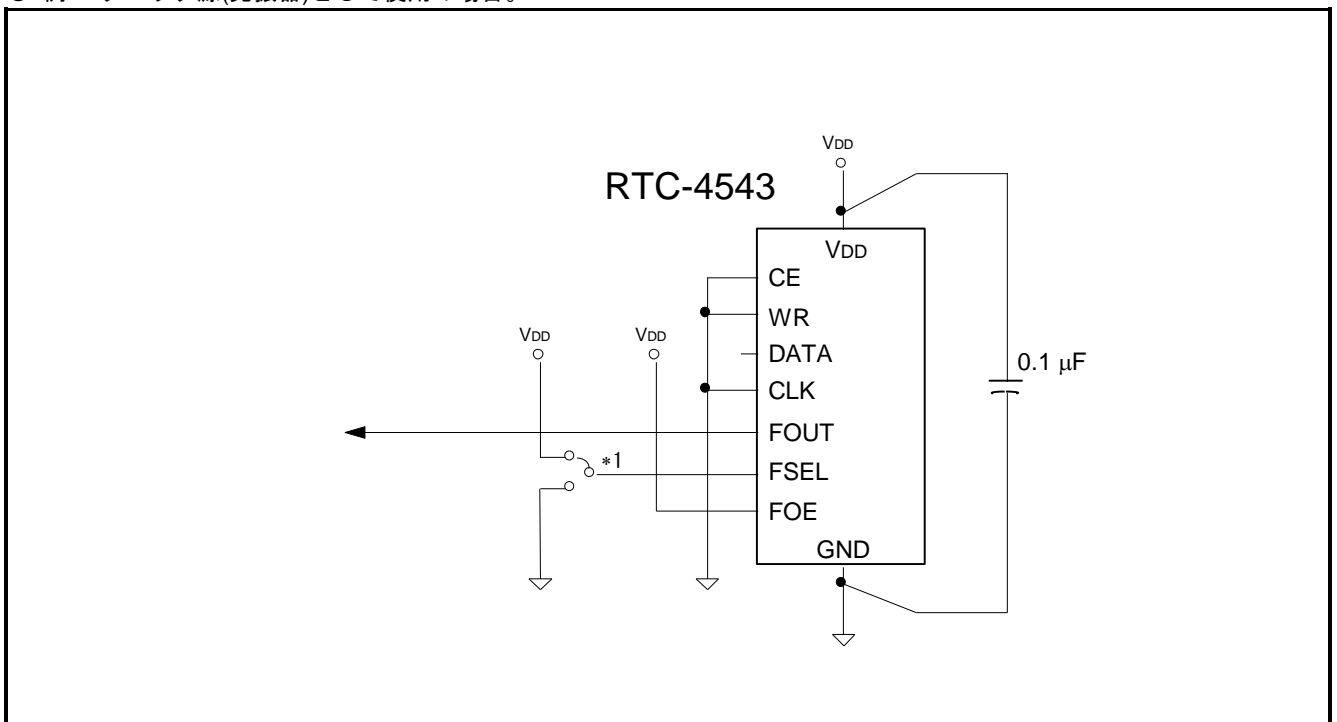 VDD
RTC-4543
VDD
CE
WR
VDD
VDD
DATA
0.1 µF
CLK
FOUT
*1
FSEL
FOE
GND